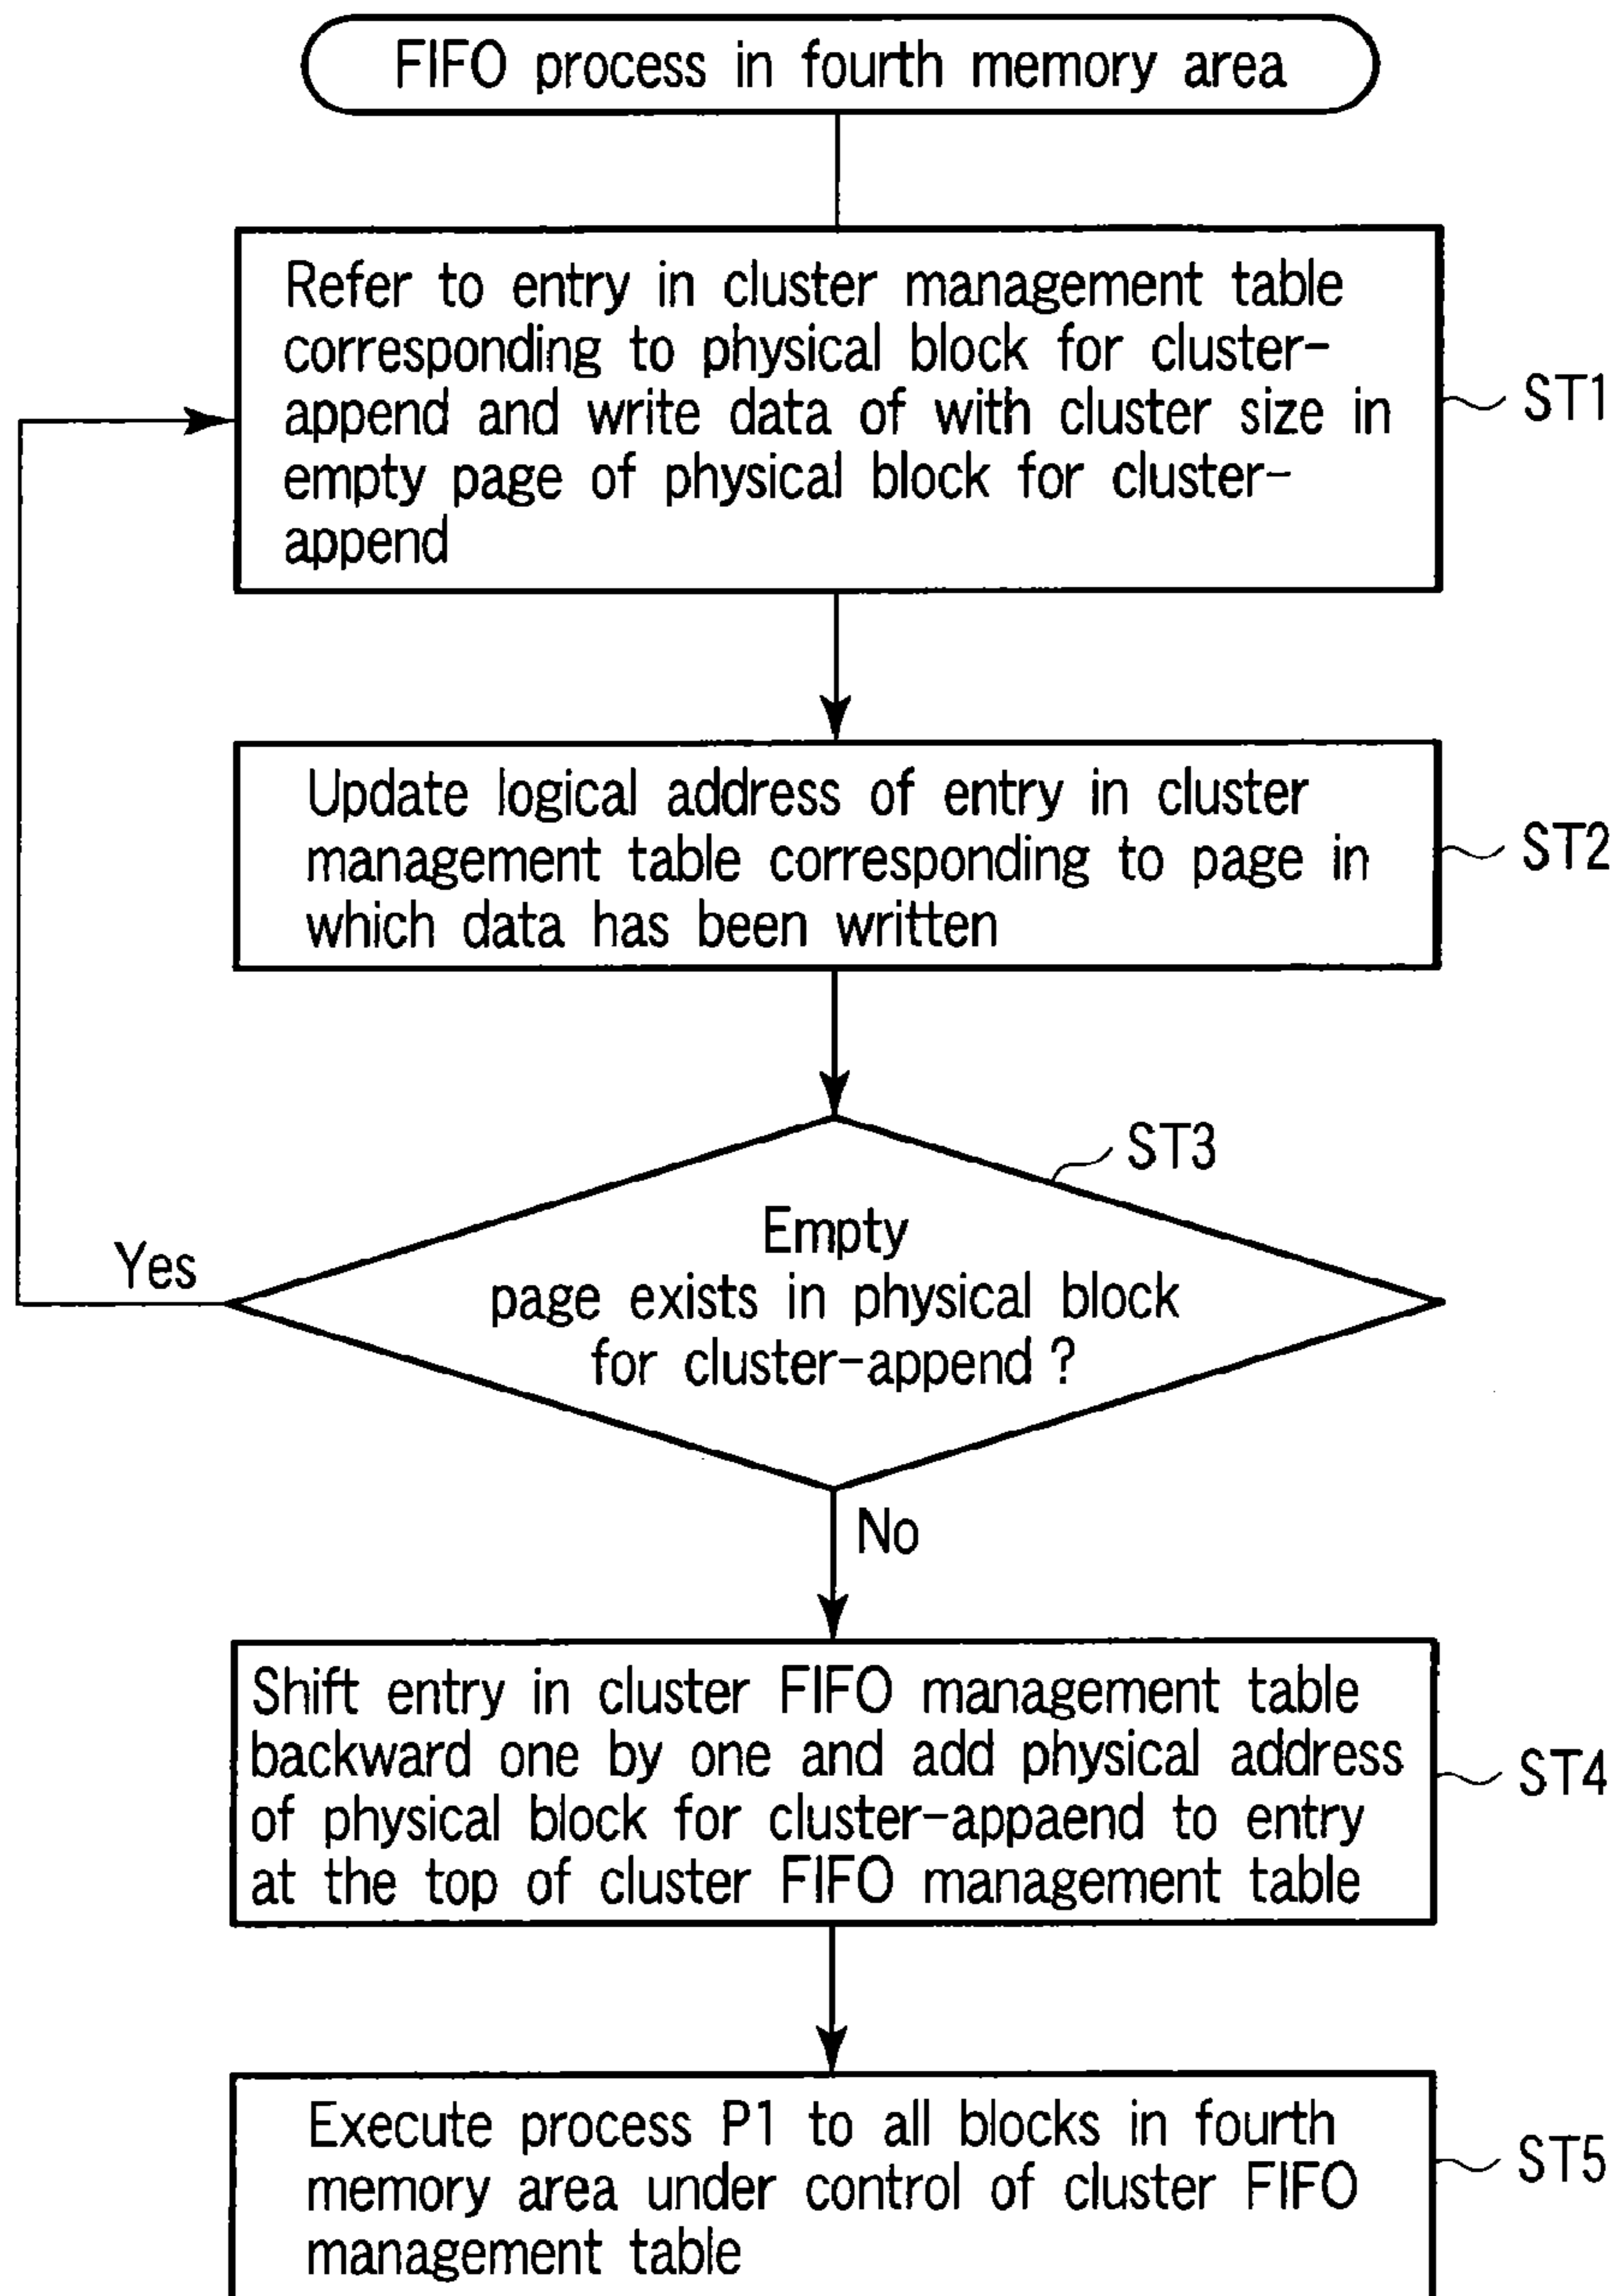 FIFO process in fourth memory area
Refer to entry in cluster management table
corresponding to physical block for cluster-
append and write data of with cluster size in
empty page of physical block for cluster-
append
ST1
Update logical address of entry in cluster
management table corresponding to page in
which data has been written
ST2
ST3
Empty
page exists in physical block
for cluster-append ?
Yes
No
Shift entry in cluster FIFO management table
backward one by one and add physical address
of physical block for cluster-appaend to entry
at the top of cluster FIFO management table
ST4
Execute process P1 to all blocks in fourth
memory area under control of cluster FIFO
management table
ST5